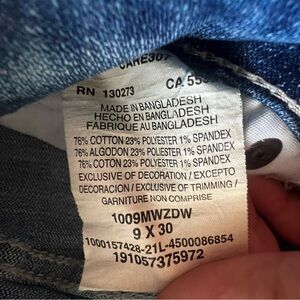 RN 130273
MADE IN BANGLADESH
HECHO EN BANGLADESH
FABRIQUE AU BANGLADESH
76% COTTON 23% POLYESTER 1% SPANDEX
76% ALGODON 23% POLYESTER 1% SPANDEX
76% COTON 23% POLYESTER 1% SPANDEX
EXCLUSIVE OF DECORATION / EXCEPTO
DECORACION / EXCLUSIVE OF TRIMMING /
GARNITURE NON COMPRISE
1009MWZDW
9 X 30
1000157428-21L-4500086854
191057375972